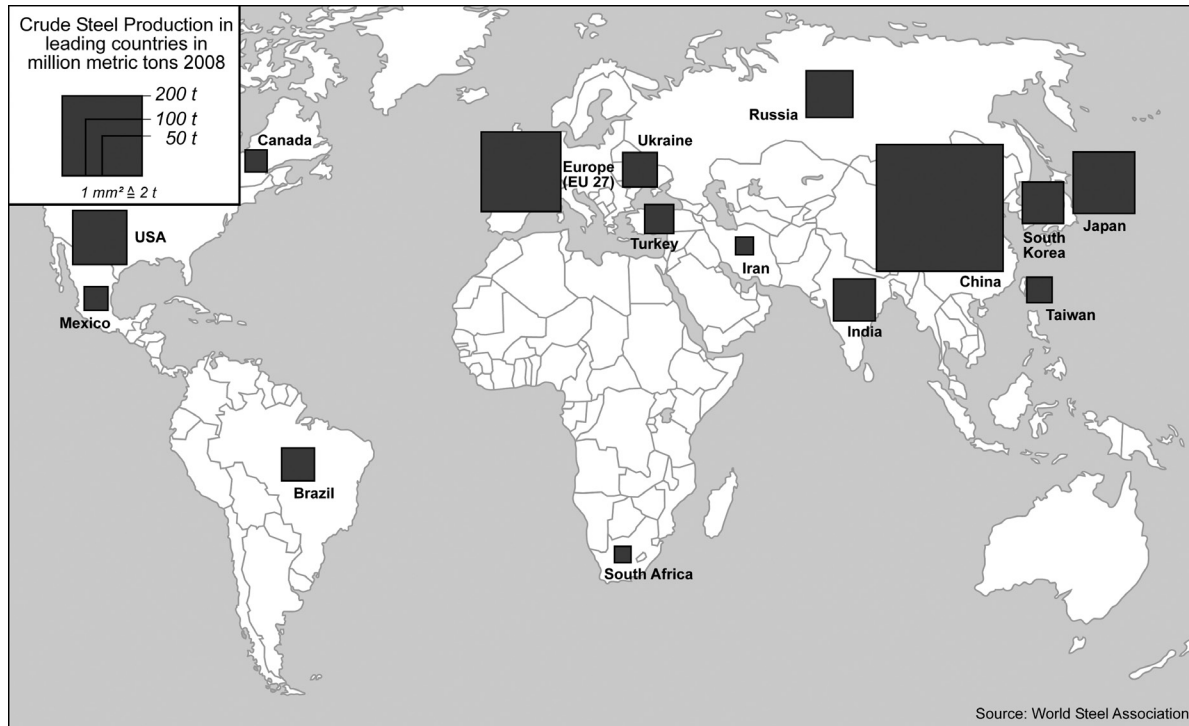 Crude Steel Production in
leading countries in
million metric tons 2008
200 t
100 t
50 t
1 mm² ≙ 2 t
Canada
USA
Mexico
Brazil
Europe
(EU 27)
Ukraine
Turkey
Russia
Iran
India
China
South
Korea
Japan
Taiwan
South Africa
Source: World Steel Association